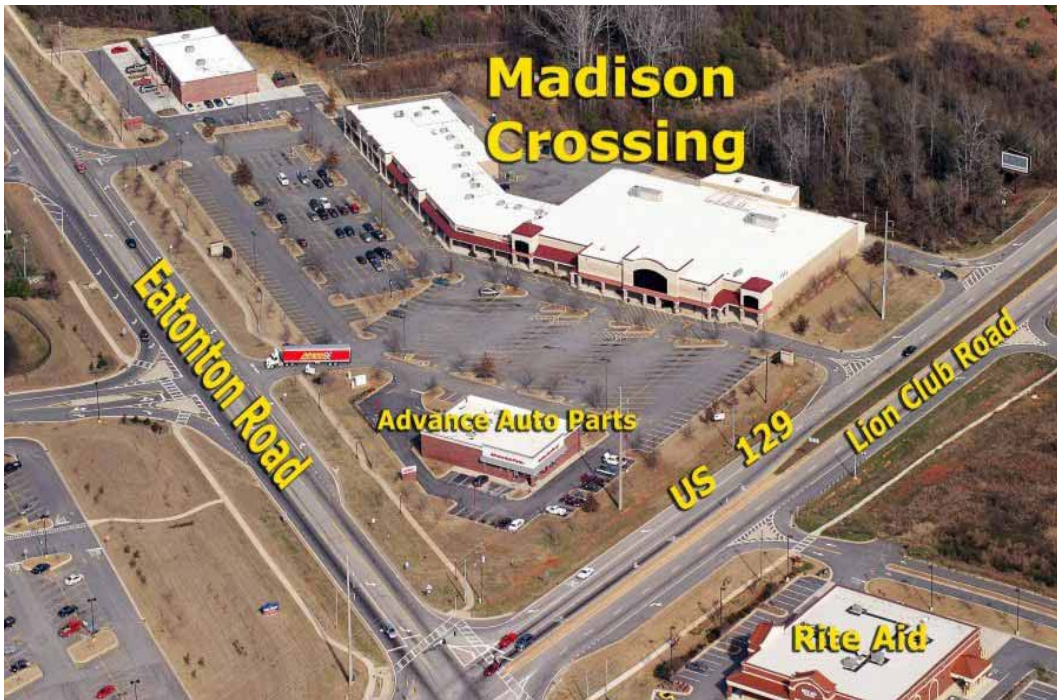 Madison
Crossing
Eatonton Road
Advance Auto Parts
US 129
Lion Club Road
Rite Aid